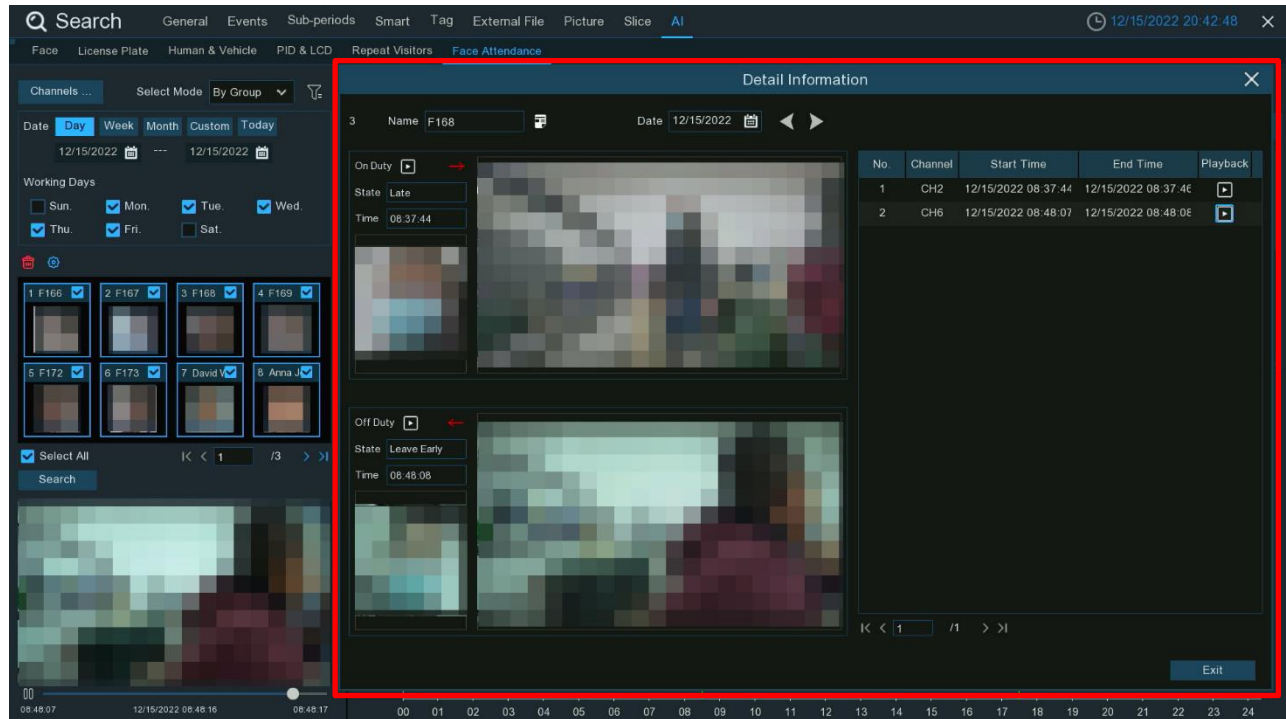 Search General Events Sub-periods Smart Tag External File Picture Slice AI 12/15/2022 20:42:48
Face License Plate Human & Vehicle PID & LCD Repeat Visitors Face Attendance
Channels ... Select Mode By Group
Date Day Week Month Custom Today
12/15/2022 --- 12/15/2022
Working Days
Sun. Mon. Tue. Wed.
Thu. Fri. Sat.
1 F166 2 F167 3 F168 4 F169
5 F172 6 F173 7 David 8 Anna J
Select All 1 /3
Search
08:48:07 12/15/2022 08:48:16 08:48:17
Detail Information
3 Name F168 Date 12/15/2022
On Duty
State Late
Time 08:37:44
Off Duty
State Leave Early
Time 08:48:08
No. Channel Start Time End Time Playback
1 CH2 12/15/2022 08:37:44 12/15/2022 08:37:46
2 CH6 12/15/2022 08:48:07 12/15/2022 08:48:08
1 /1
Exit
00 01 02 03 04 05 06 07 08 09 10 11 12 13 14 15 16 17 18 19 20 21 22 23 24